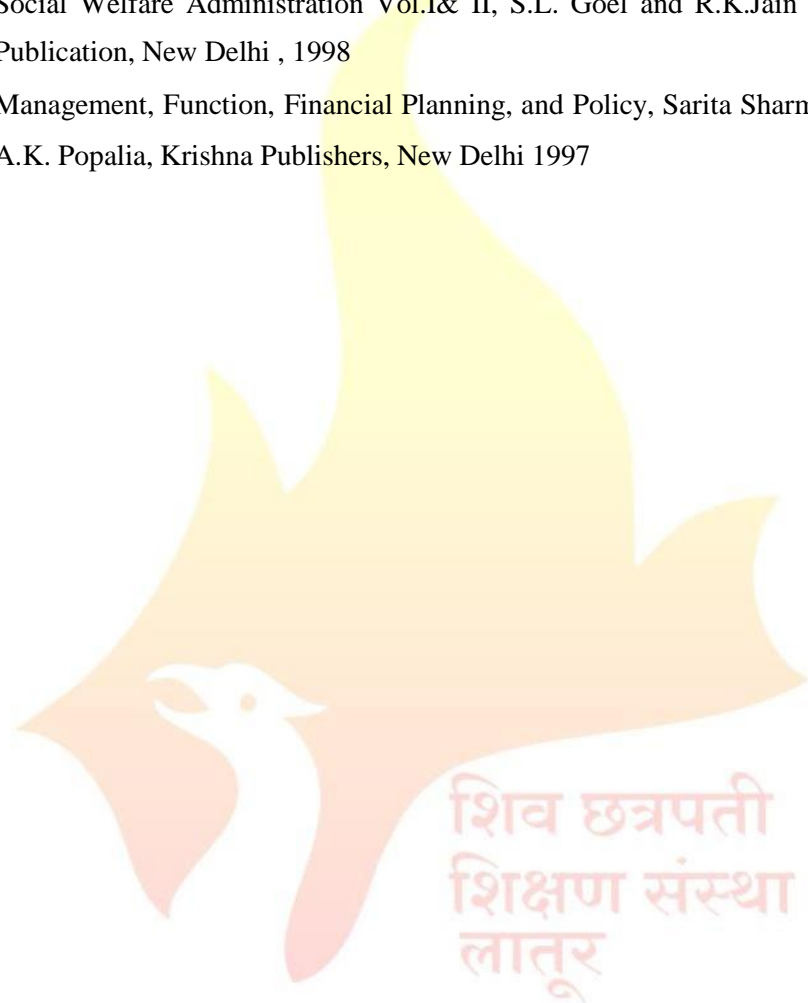 Social Welfare Administration Vol.I& II, S.L. Goel and R.K.Jain
Publication, New Delhi , 1998
Management, Function, Financial Planning, and Policy, Sarita Sharm
A.K. Popalia, Krishna Publishers, New Delhi 1997
शिव छत्रपती
शिक्षण संस्था
लातूर